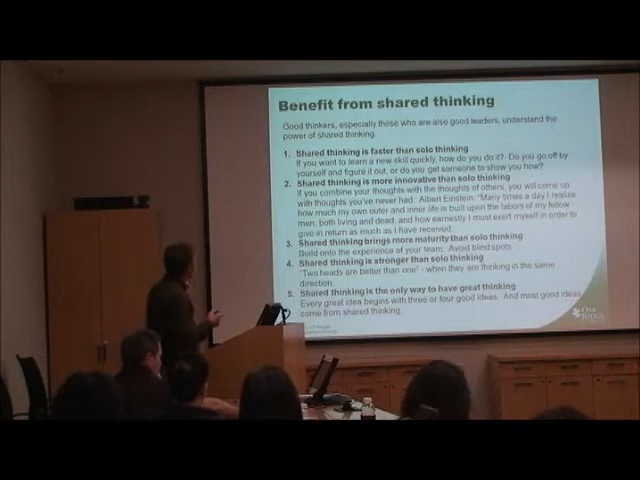 Benefit from shared thinking
Good thinkers, especially those who are also good leaders, understand the
power of shared thinking.
1. Shared thinking is faster than solo thinking
If you want to learn a new skill quickly, how do you do it? Do you go off by
yourself and figure it out, or do you get someone to show you how?
2. Shared thinking is more innovative than solo thinking
If you combine your thoughts with the thoughts of others, you will come up
with thoughts you've never had. Albert Einstein: "Many times a day I realize
how much my own outer and inner life is built upon the labors of my fellow
men, both living and dead, and how earnestly I must exert myself in order to
give in return as much as I have received.
3. Shared thinking brings more maturity than solo thinking
Build onto the experience of your team. Avoid blind spots.
4. Shared thinking is stronger than solo thinking
"Two heads are better than one" - when they are thinking in the same
direction.
5. Shared thinking is the only way to have great thinking
Every great idea begins with three or four good ideas. And most good ideas
come from shared thinking.